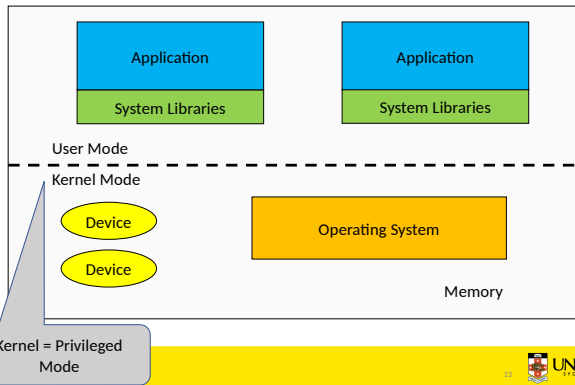 Application
Application
System Libraries
System Libraries
User Mode
Kernel Mode
Device
Operating System
Device
Memory
Kernel = Privileged
Mode
13
UN